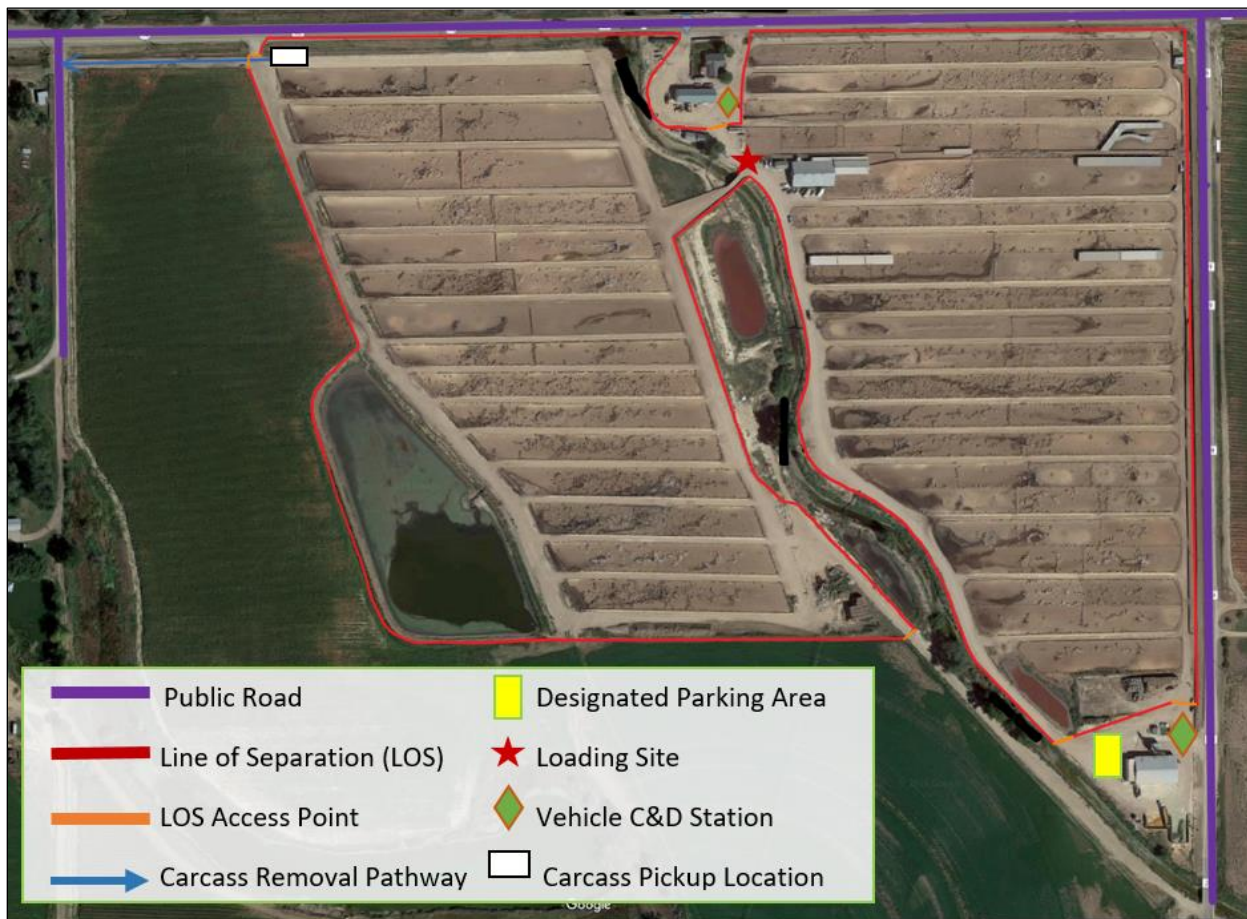 Public Road
Designated Parking Area
Line of Separation (LOS)
Loading Site
LOS Access Point
Vehicle C&D Station
Carcass Removal Pathway
Carcass Pickup Location
Google